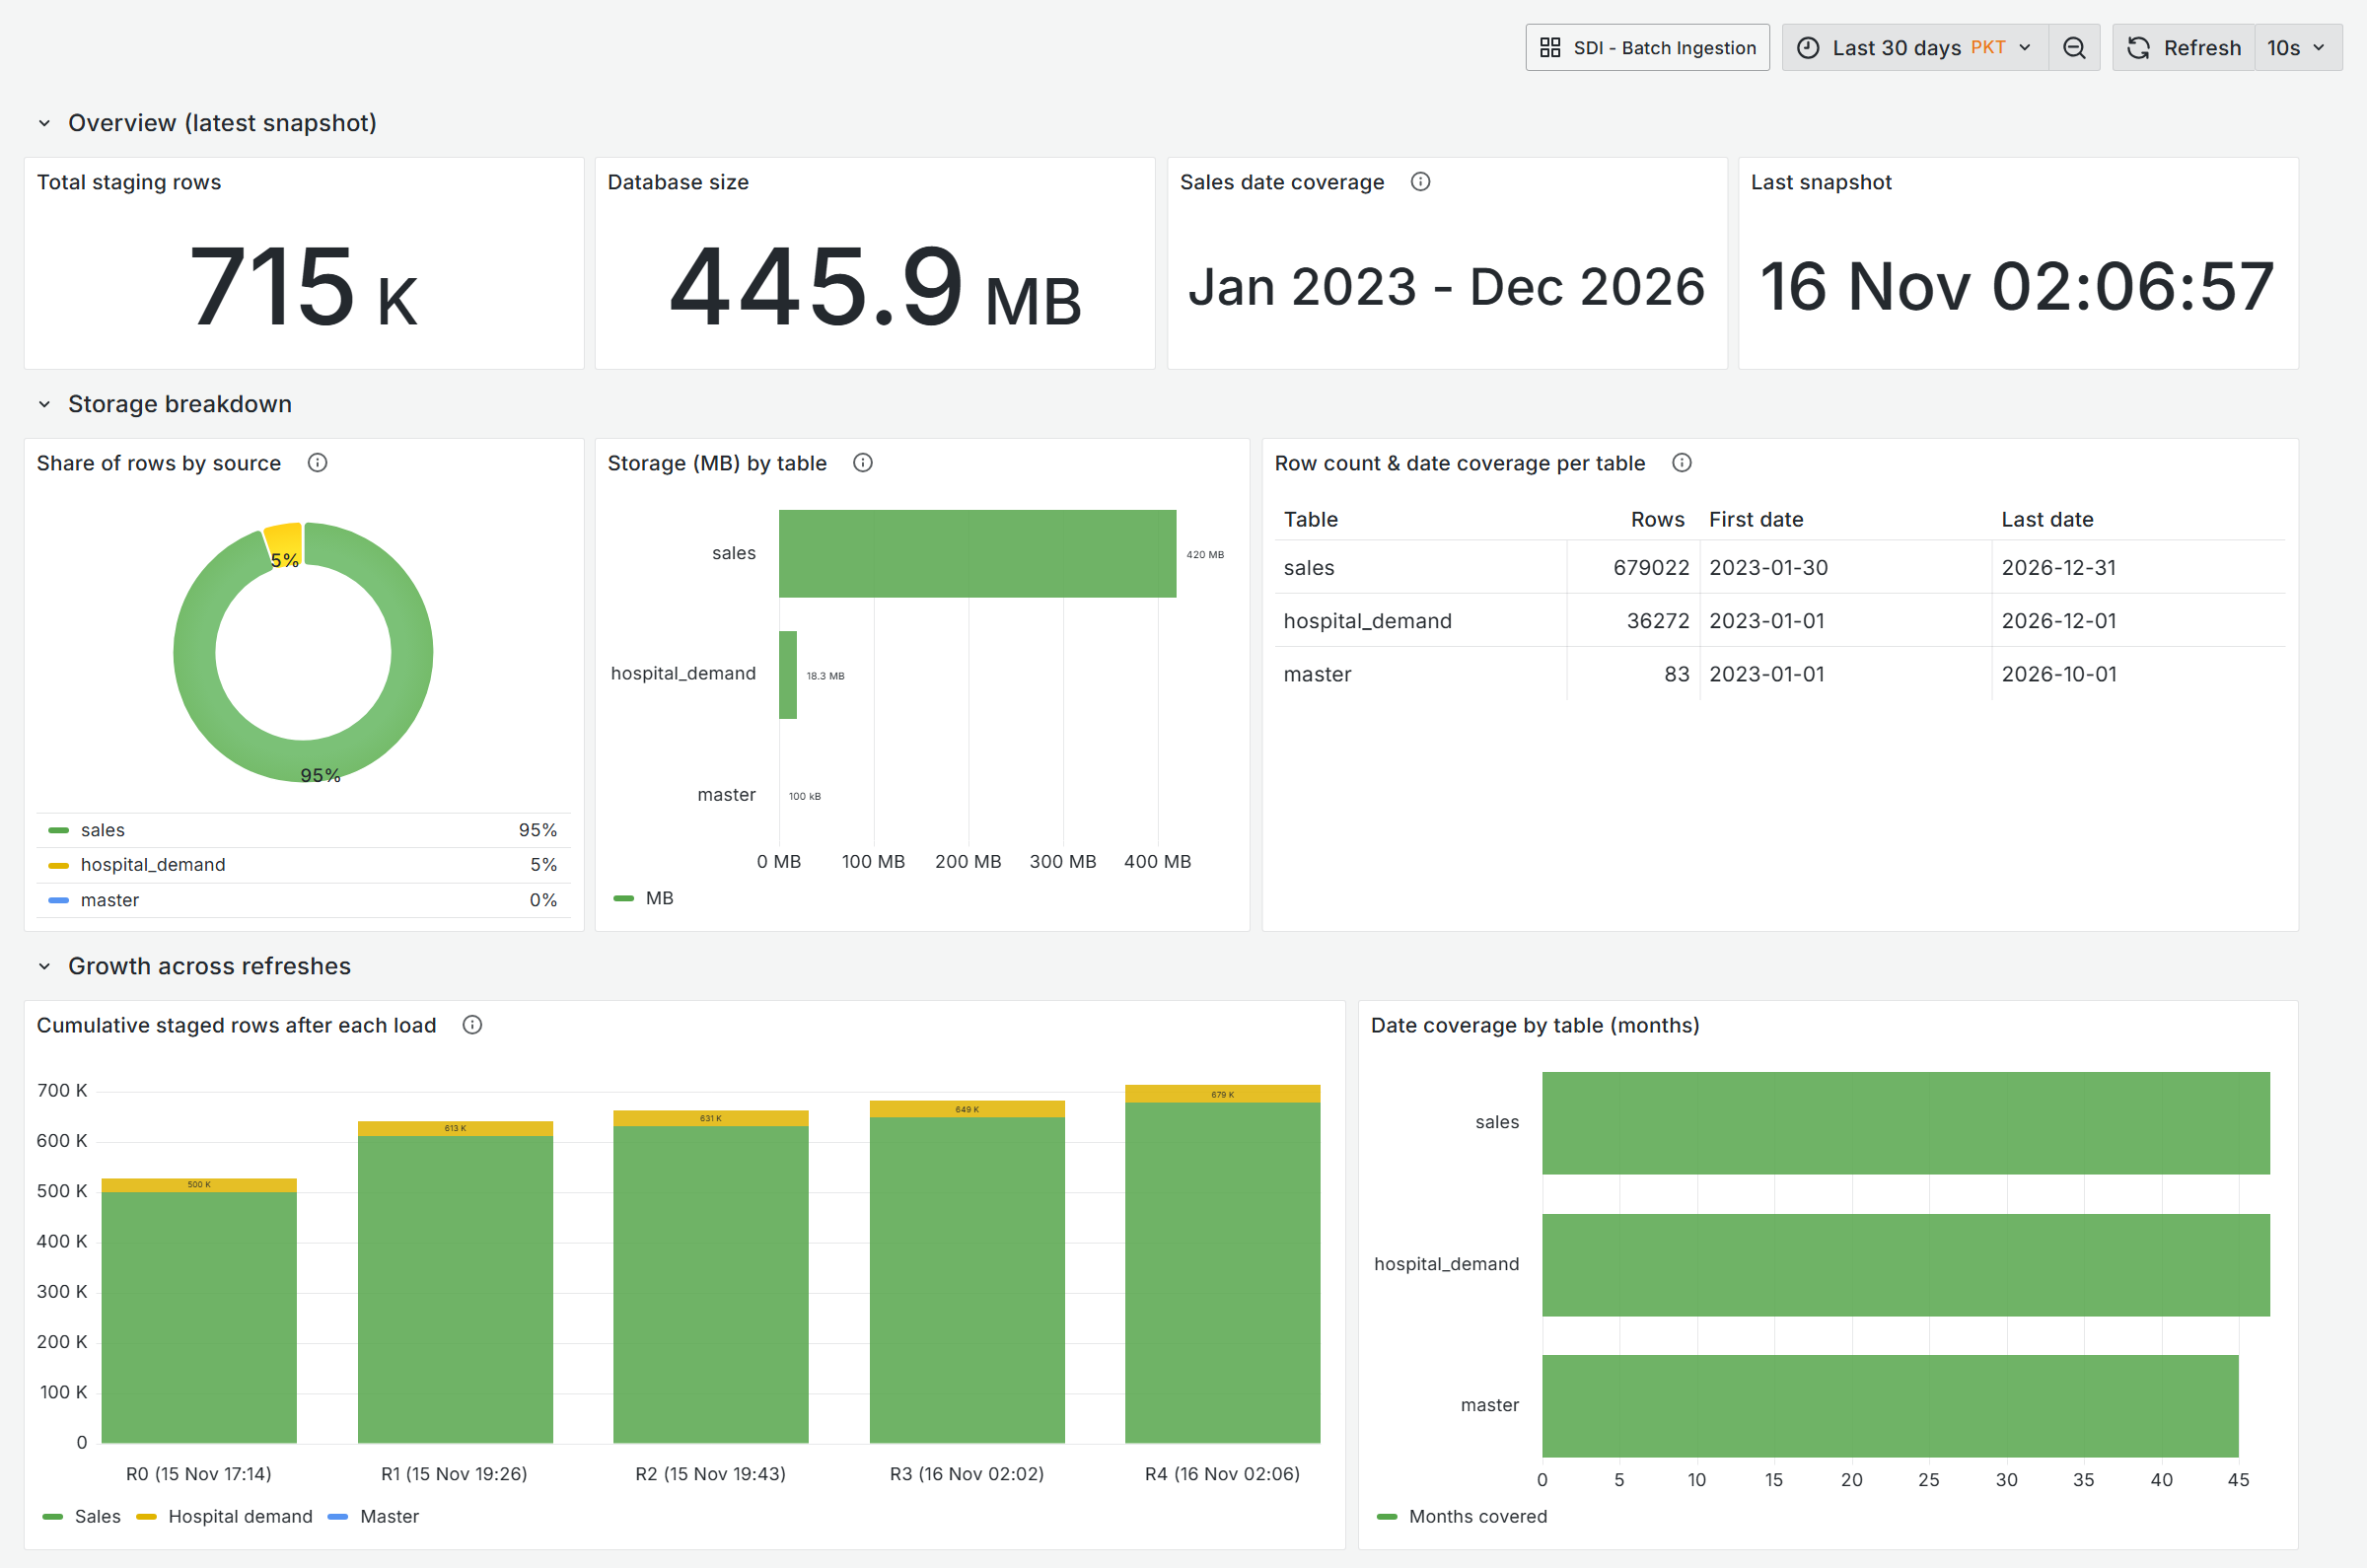 SDI - Batch Ingestion
Last 30 days PKT
Refresh
10s
Overview (latest snapshot)
Total staging rows
715 K
Database size
445.9 MB
Sales date coverage
Jan 2023 - Dec 2026
Last snapshot
16 Nov 02:06:57
Storage breakdown
Share of rows by source
5%
95%
sales 95%
hospital_demand 5%
master 0%
Storage (MB) by table
sales
420 MB
hospital_demand
18.3 MB
master
100 kB
0 MB 100 MB 200 MB 300 MB 400 MB
MB
Row count & date coverage per table
Table Rows First date Last date
sales 679022 2023-01-30 2026-12-31
hospital_demand 36272 2023-01-01 2026-12-01
master 83 2023-01-01 2026-10-01
Growth across refreshes
Cumulative staged rows after each load
700 K
600 K
500 K
400 K
300 K
200 K
100 K
0
500 K
613 K
631 K
649 K
679 K
R0 (15 Nov 17:14) R1 (15 Nov 19:26) R2 (15 Nov 19:43) R3 (16 Nov 02:02) R4 (16 Nov 02:06)
Sales Hospital demand Master
Date coverage by table (months)
sales
hospital_demand
master
0 5 10 15 20 25 30 35 40 45
Months covered